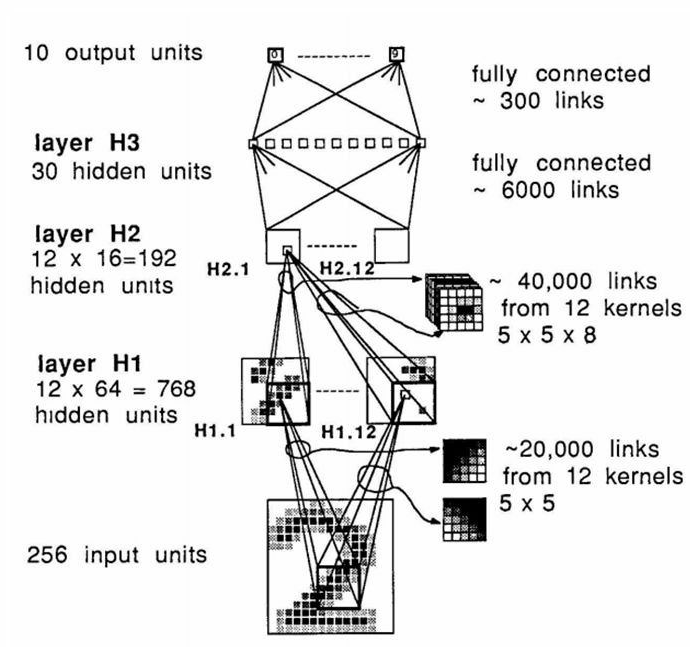 10 output units
0
9
fully connected
~ 300 links
layer H3
30 hidden units
fully connected
~ 6000 links
layer H2
12 x 16=192
hidden units
H2.1
H2.12
~ 40,000 links
from 12 kernels
5 x 5 x 8
layer H1
12 x 64 = 768
hidden units
H1.1
H1.12
~20,000 links
from 12 kernels
5 x 5
256 input units